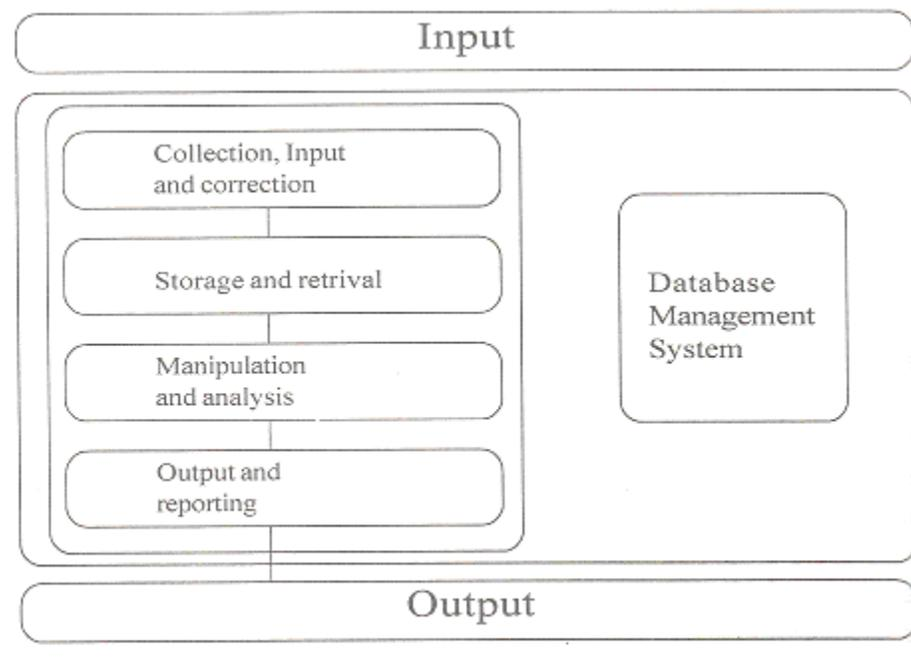 Input
Collection, Input
and correction
Storage and retrival
Manipulation
and analysis
Output and
reporting
Database
Management
System
Output